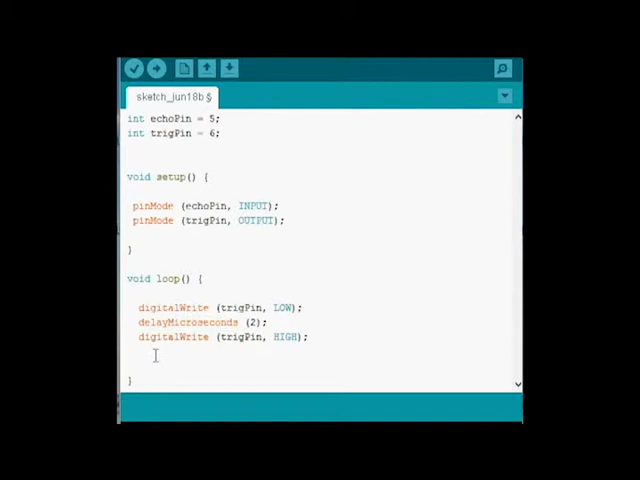 sketch_jun18b §
int echoPin = 5;
int trigPin = 6;
void setup() {
pinMode (echoPin, INPUT);
pinMode (trigPin, OUTPUT);
}
void loop() {
digitalWrite (trigPin, LOW);
delayMicroseconds (2);
digitalWrite (trigPin, HIGH);
}